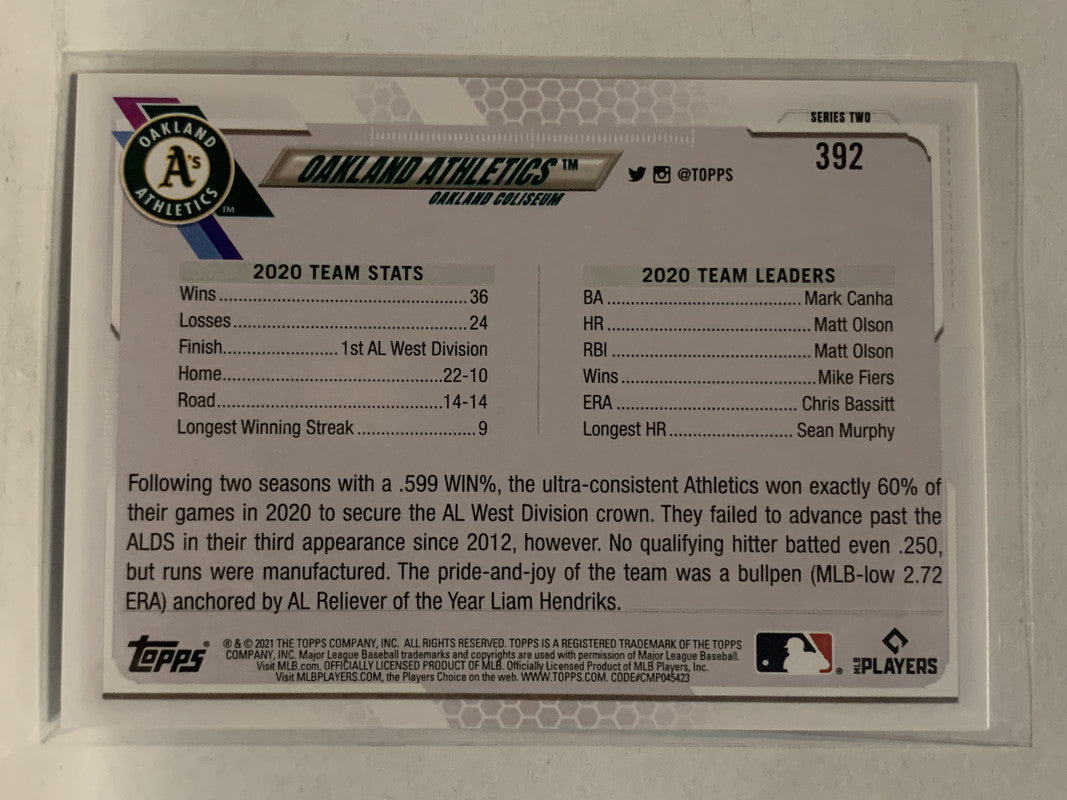 OAKLAND
A's
ATHLETICS
TM
OAKLAND ATHLETICS™
OAKLAND COLISEUM
@TOPPS
SERIES TWO
392
2020 TEAM STATS
Wins........................................36
Losses.....................................24
Finish.....................1st AL West Division
Home.....................................22-10
Road......................................14-14
Longest Winning Streak....................9
2020 TEAM LEADERS
BA.................................Mark Canha
HR..................................Matt Olson
RBI.................................Matt Olson
Wins.................................Mike Fiers
ERA...............................Chris Bassitt
Longest HR......................Sean Murphy
Following two seasons with a .599 WIN%, the ultra-consistent Athletics won exactly 60% of
their games in 2020 to secure the AL West Division crown. They failed to advance past the
ALDS in their third appearance since 2012, however. No qualifying hitter batted even .250,
but runs were manufactured. The pride-and-joy of the team was a bullpen (MLB-low 2.72
ERA) anchored by AL Reliever of the Year Liam Hendriks.
TOPPS®
® & © 2021 THE TOPPS COMPANY, INC. ALL RIGHTS RESERVED. TOPPS IS A REGISTERED TRADEMARK OF THE TOPPS
COMPANY, INC. Major League Baseball trademarks and copyrights are used with permission of Major League Baseball.
Visit MLB.com. OFFICIALLY LICENSED PRODUCT OF MLB. Officially Licensed Product of MLB Players, Inc.
Visit MLBPLAYERS.COM, the Players Choice on the web. WWW.TOPPS.COM. CODE#CMP045423
®
MLB PLAYERS